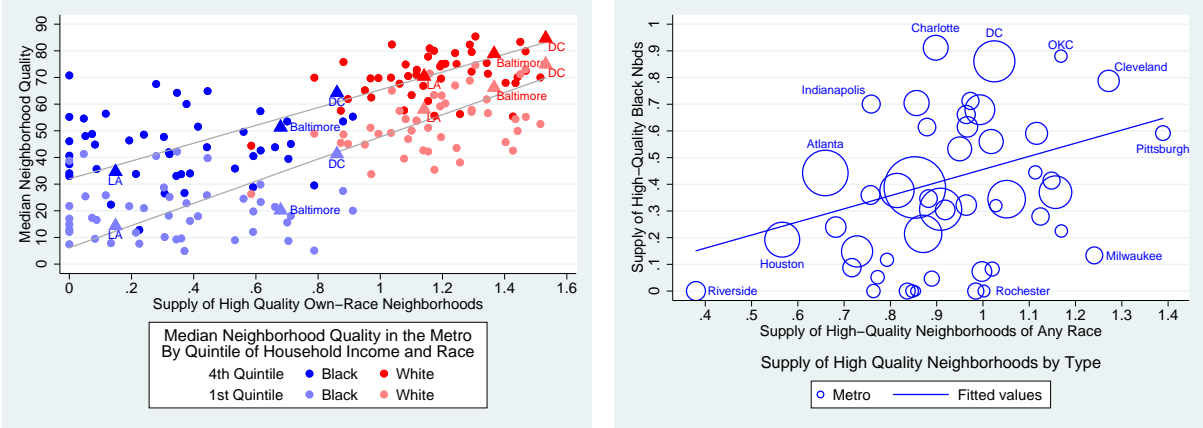 Median Neighborhood Quality
90
80
70
60
50
40
30
20
10
0
0
.2
.4
.6
.8
1
1.2
1.4
1.6
DC
Baltimore
DC
LA
Baltimore
LA
DC
Baltimore
LA
DC
Baltimore
LA
Supply of High Quality Own−Race Neighborhoods
Median Neighborhood Quality in the Metro
By Quintile of Household Income and Race
4th Quintile Black White
1st Quintile Black White
Supply of High−Quality Black Nbds
1
.9
.8
.7
.6
.5
.4
.3
.2
.1
0
Charlotte
DC
OKC
Cleveland
Indianapolis
Atlanta
Pittsburgh
Houston
Milwaukee
Riverside
Rochester
.4
.5
.6
.7
.8
.9
1
1.1
1.2
1.3
1.4
Supply of High−Quality Neighborhoods of Any Race
Supply of High Quality Neighborhoods by Type
Metro Fitted values